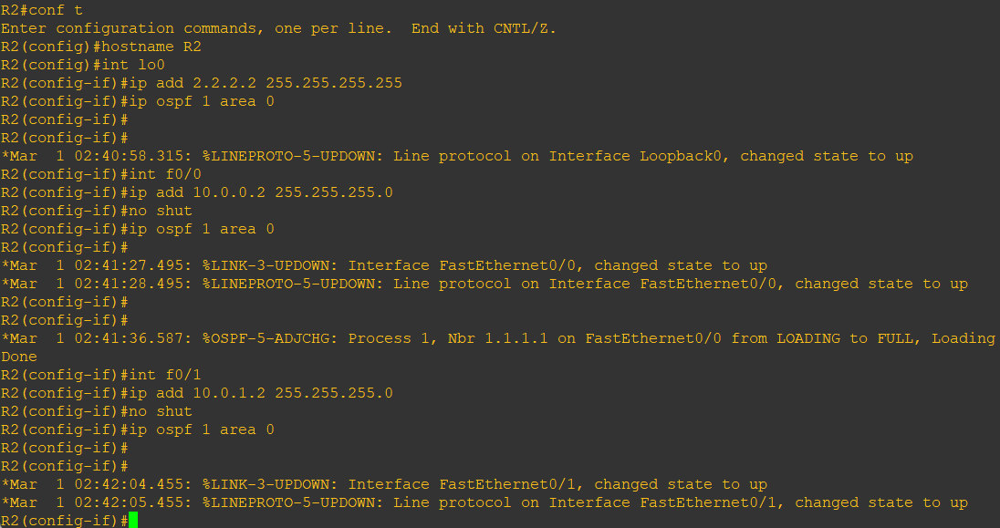 R2#conf t
Enter configuration commands, one per line.  End with CNTL/Z.
R2(config)#hostname R2
R2(config)#int lo0
R2(config-if)#ip add 2.2.2.2 255.255.255.255
R2(config-if)#ip ospf 1 area 0
R2(config-if)#
R2(config-if)#
*Mar  1 02:40:58.315: %LINEPROTO-5-UPDOWN: Line protocol on Interface Loopback0, changed state to up
R2(config-if)#int f0/0
R2(config-if)#ip add 10.0.0.2 255.255.255.0
R2(config-if)#no shut
R2(config-if)#ip ospf 1 area 0
R2(config-if)#
*Mar  1 02:41:27.495: %LINK-3-UPDOWN: Interface FastEthernet0/0, changed state to up
*Mar  1 02:41:28.495: %LINEPROTO-5-UPDOWN: Line protocol on Interface FastEthernet0/0, changed state to up
R2(config-if)#
R2(config-if)#
*Mar  1 02:41:36.587: %OSPF-5-ADJCHG: Process 1, Nbr 1.1.1.1 on FastEthernet0/0 from LOADING to FULL, Loading
Done
R2(config-if)#int f0/1
R2(config-if)#ip add 10.0.1.2 255.255.255.0
R2(config-if)#no shut
R2(config-if)#ip ospf 1 area 0
R2(config-if)#
R2(config-if)#
*Mar  1 02:42:04.455: %LINK-3-UPDOWN: Interface FastEthernet0/1, changed state to up
*Mar  1 02:42:05.455: %LINEPROTO-5-UPDOWN: Line protocol on Interface FastEthernet0/1, changed state to up
R2(config-if)#